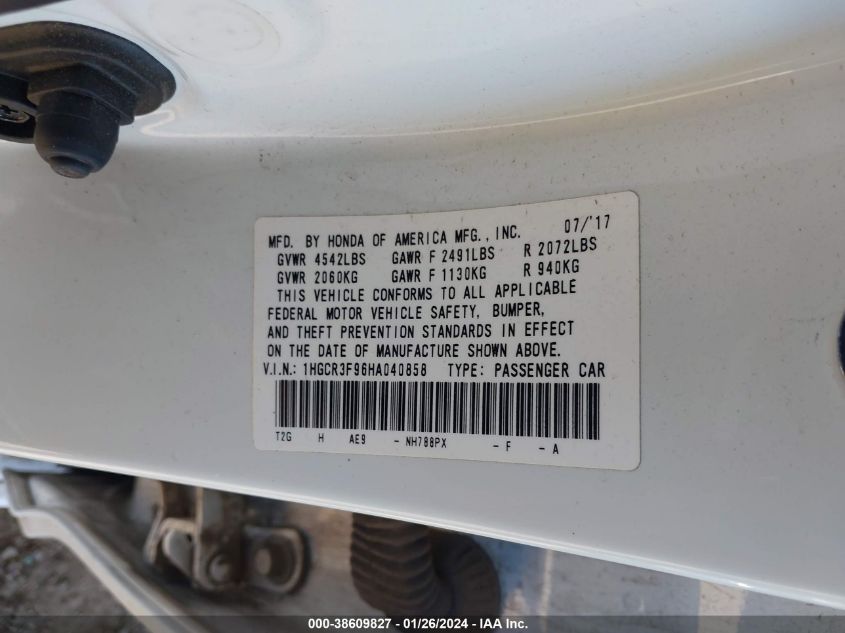 MFD. BY HONDA OF AMERICA MFG., INC. 07/'17
GVWR 4542LBS GAWR F 2491LBS R 2072LBS
GVWR 2060KG GAWR F 1130KG R 940KG
THIS VEHICLE CONFORMS TO ALL APPLICABLE
FEDERAL MOTOR VEHICLE SAFETY, BUMPER,
AND THEFT PREVENTION STANDARDS IN EFFECT
ON THE DATE OF MANUFACTURE SHOWN ABOVE.
V.I.N.: 1HGCR3F96HA040858 TYPE: PASSENGER CAR
T2G H AE9 - NH788PX - F - A
000-38609827 - 01/26/2024 - IAA Inc.